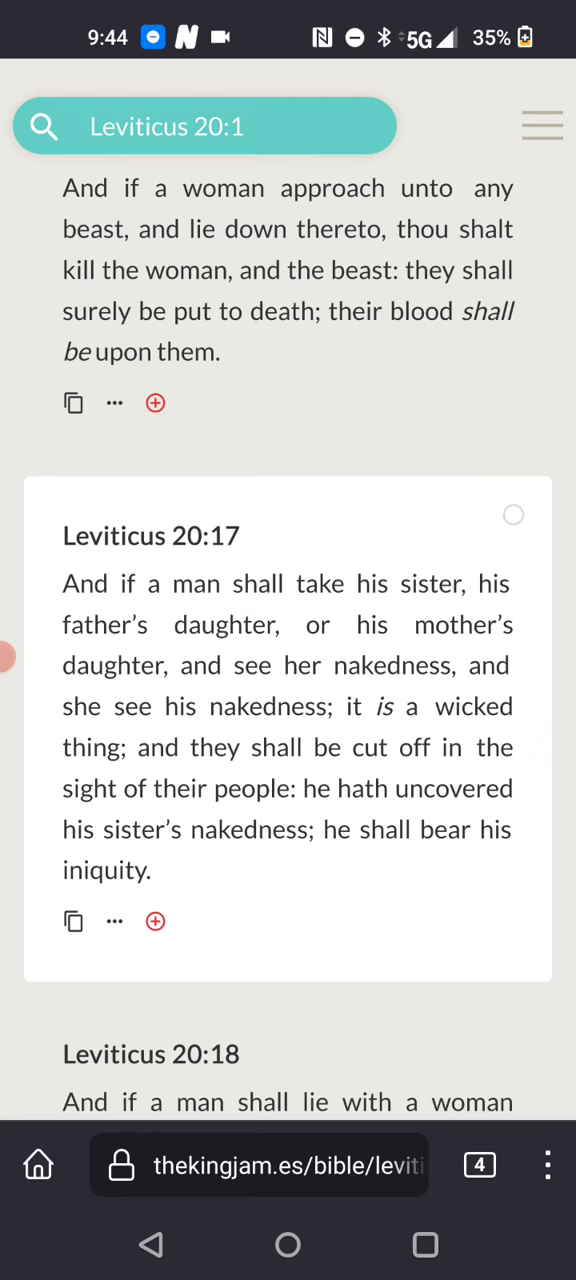 9:44 5G 35%
Leviticus 20:1
And if a woman approach unto any
beast, and lie down thereto, thou shalt
kill the woman, and the beast: they shall
surely be put to death; their blood shall
be upon them.
Leviticus 20:17
And if a man shall take his sister, his
father’s daughter, or his mother’s
daughter, and see her nakedness, and
she see his nakedness; it is a wicked
thing; and they shall be cut off in the
sight of their people: he hath uncovered
his sister’s nakedness; he shall bear his
iniquity.
Leviticus 20:18
And if a man shall lie with a woman
thekingjam.es/bible/leviti
4